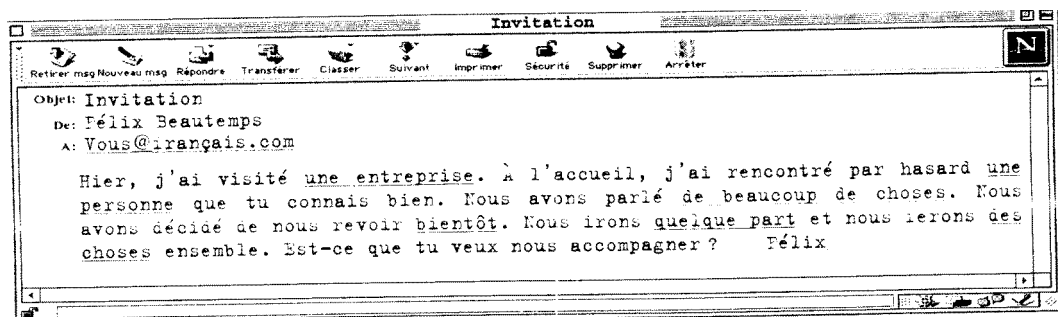 Invitation
N
Retirer msg Nouveau msg Répondre Transférer Classer Suivant Imprimer Sécurité Supprimer Arrêter
Objet: Invitation
De: Félix Beautemps
A: Vous@français.com
Hier, j'ai visité une entreprise. À l'accueil, j'ai rencontré par hasard une
personne que tu connais bien. Nous avons parlé de beaucoup de choses. Nous
avons décidé de nous revoir bientôt. Nous irons quelque part et nous ferons des
choses ensemble. Est-ce que tu veux nous accompagner ? Félix